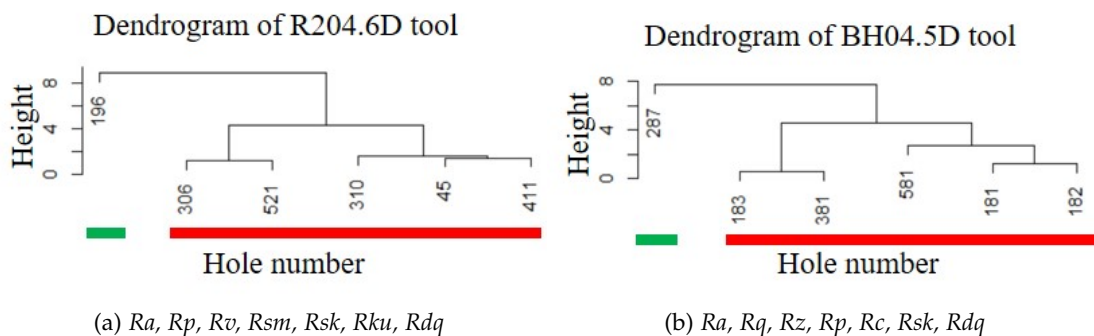 Dendrogram of R204.6D tool
Height
0 4 8
196
306
521
310
45
411
Hole number
(a) Ra, Rp, Rv, Rsm, Rsk, Rku, Rdq
Dendrogram of BH04.5D tool
Height
0 4 8
287
183
381
581
181
182
Hole number
(b) Ra, Rq, Rz, Rp, Rc, Rsk, Rdq